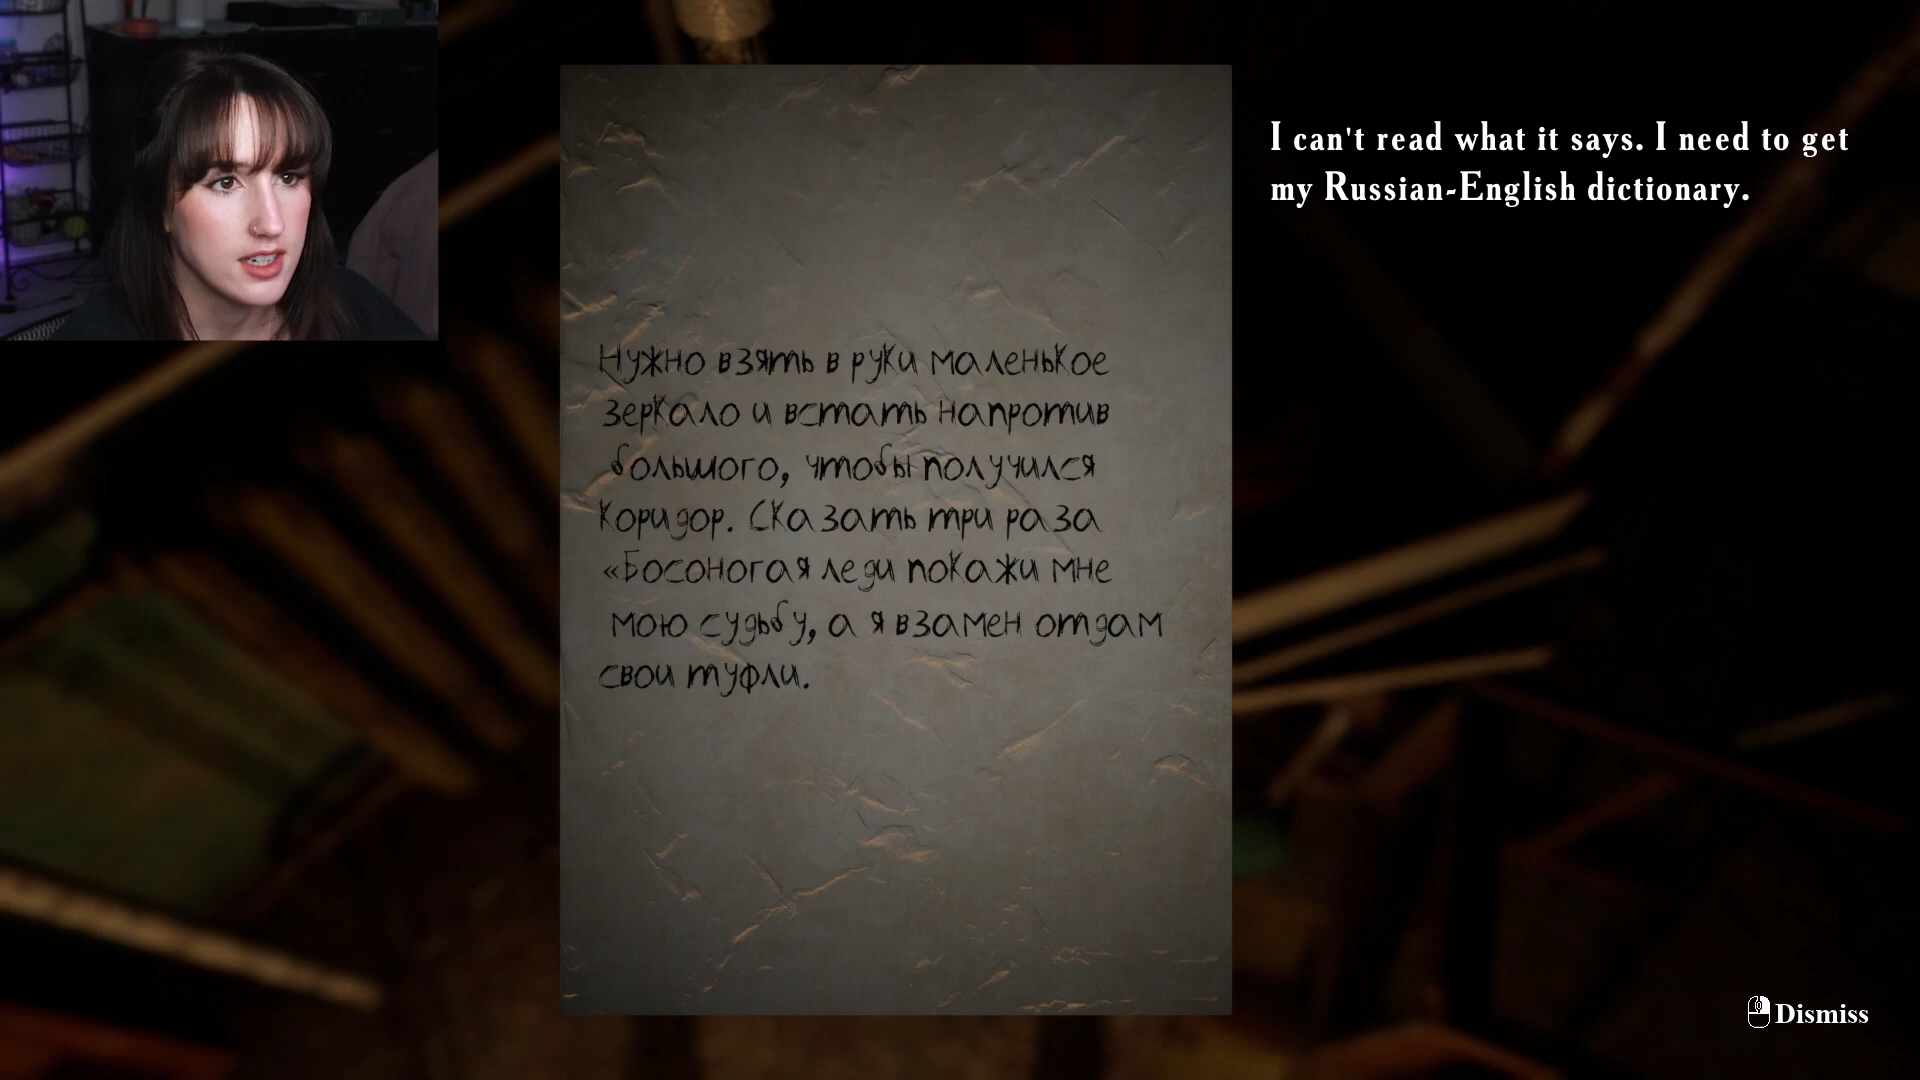 Нужно взять в руки маленькое
зеркало и встать напротив
большого, чтобы получился
коридор. Сказать три раза
«Босоногая леди покажи мне
мою судьбу, а я взамен отдам
свои туфли.
I can't read what it says. I need to get
my Russian-English dictionary.
Dismiss